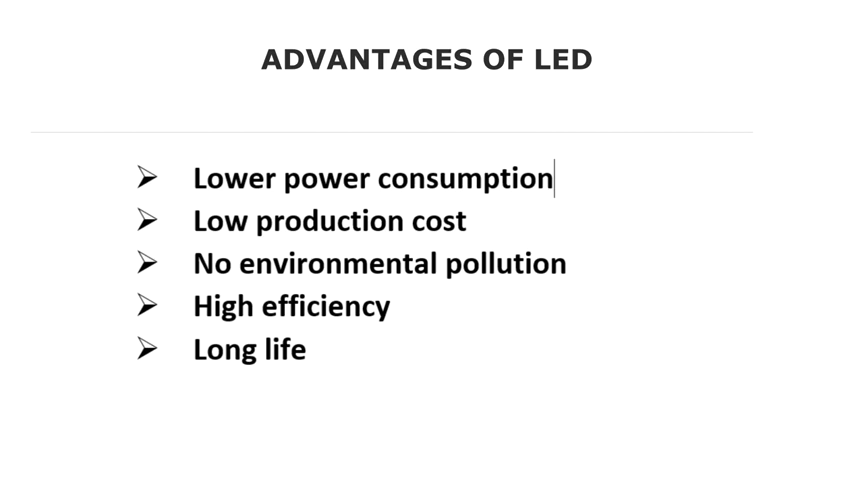 ADVANTAGES OF LED
Lower power consumption
Low production cost
No environmental pollution
High efficiency
Long life